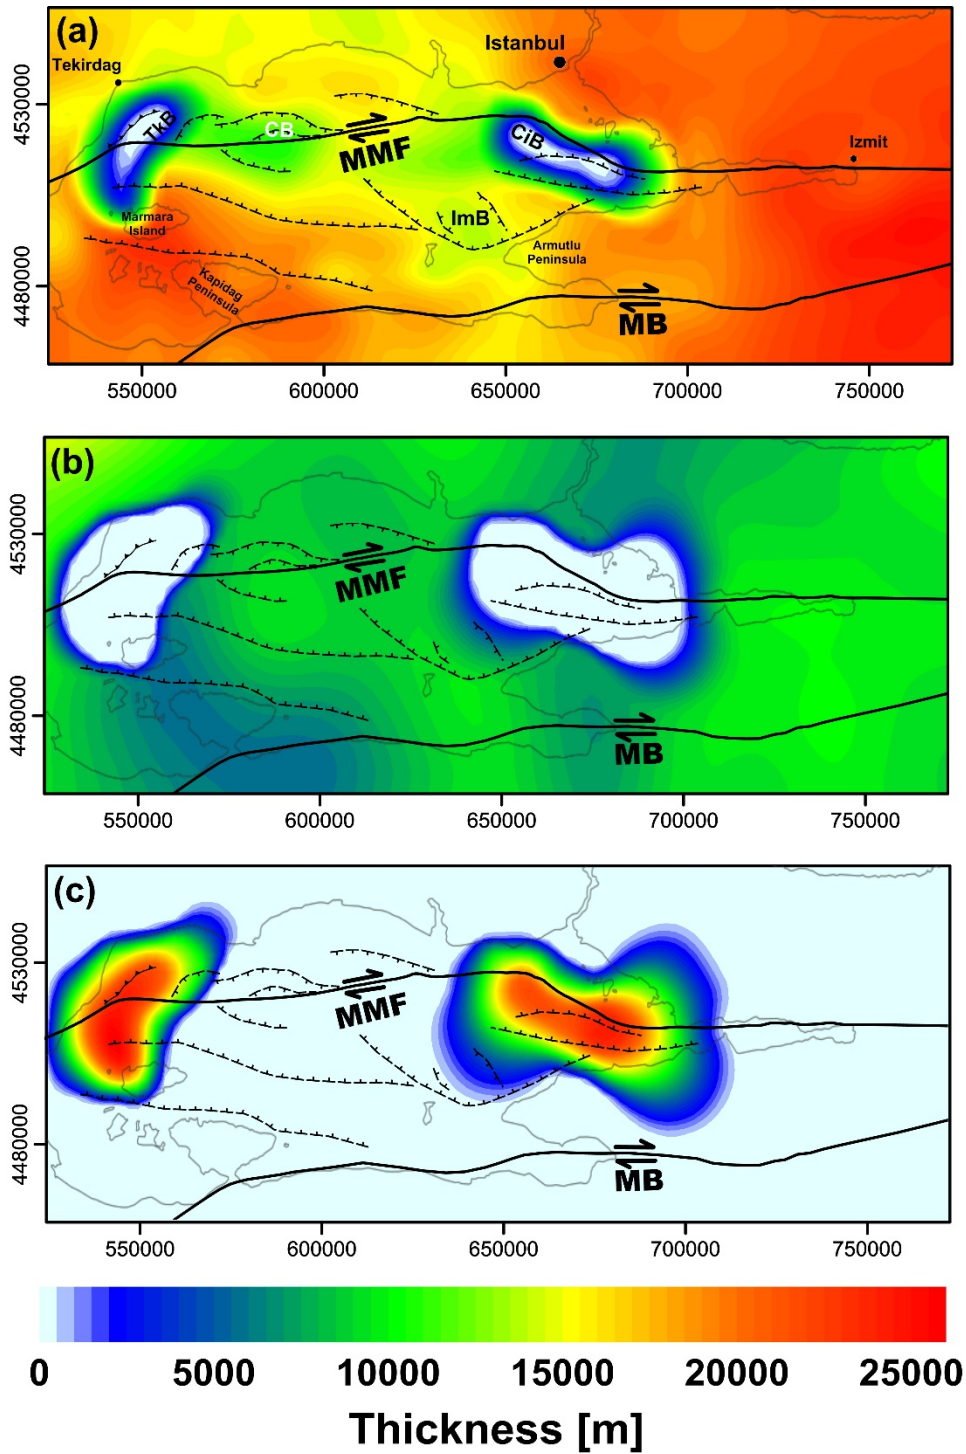 (a)
Istanbul
Tekirdag
4530000
TkB
CB
CiB
MMF
Izmit
ImB
Marmara
Island
Armutlu
Peninsula
Kapidag
Peninsula
4480000
MB
550000
600000
650000
700000
750000
(b)
4530000
MMF
4480000
MB
550000
600000
650000
700000
750000
(c)
4530000
MMF
4480000
MB
550000
600000
650000
700000
750000
0 5000 10000 15000 20000 25000
Thickness [m]